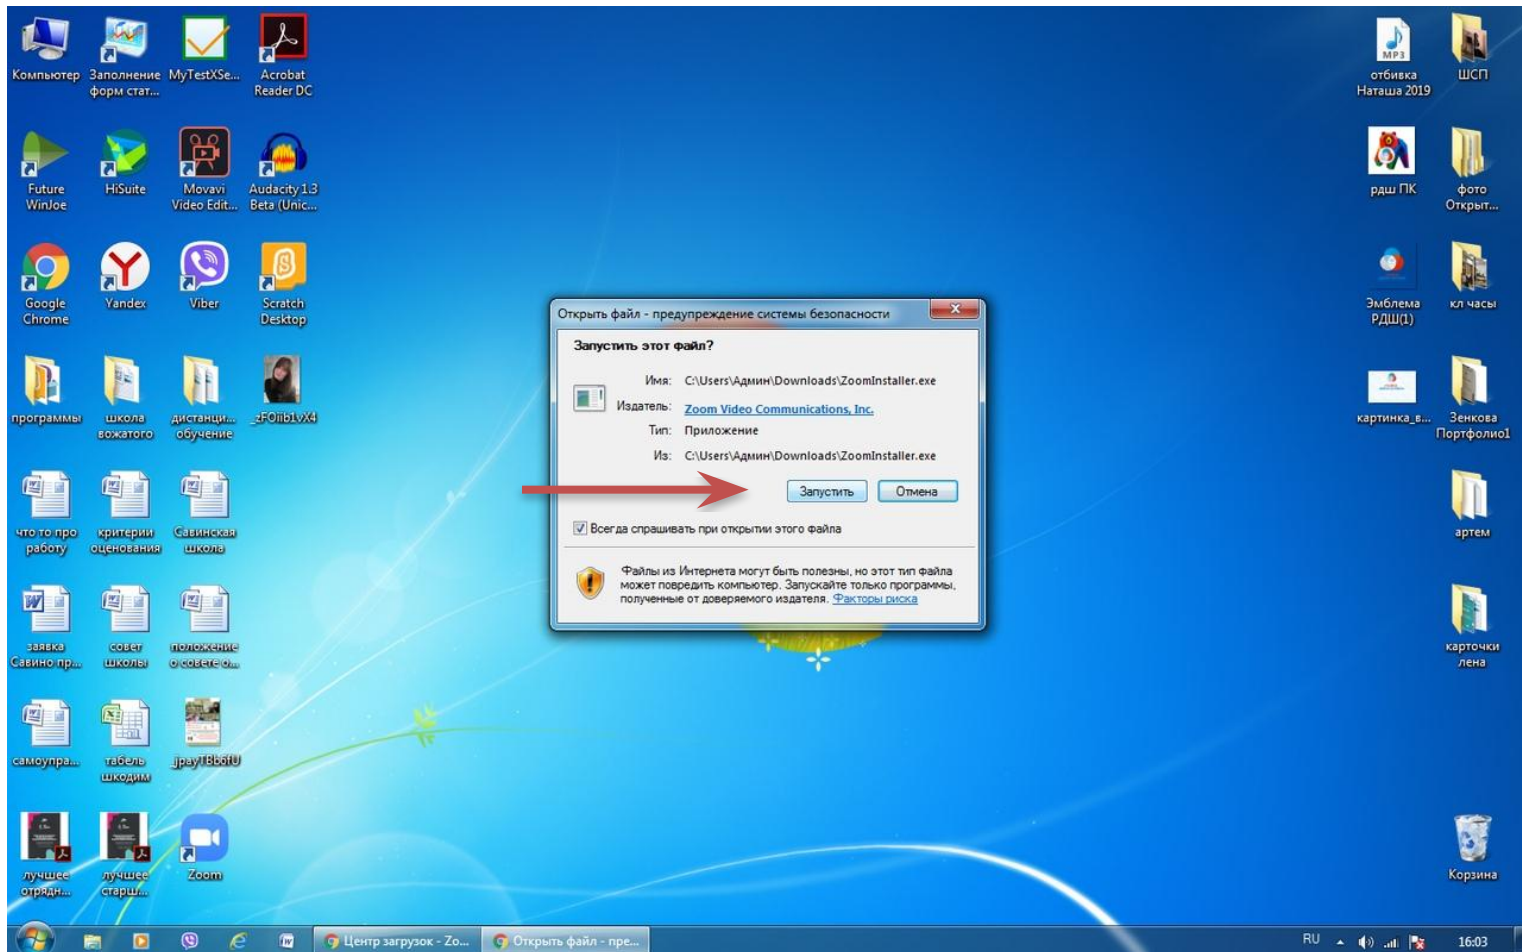 Компьютер
Заполнение
форм стат...
MyTestXSe...
Acrobat
Reader DC
Future
WinJoe
HiSuite
Movavi
Video Edit...
Audacity 1.3
Beta (Unic...
Google
Chrome
Yandex
Viber
Scratch
Desktop
программы
школа
вожатого
дистанци...
обучение
_zFOiib1vX4
что то про
работу
критерии
оценования
Савинская
школа
заявка
Савино пр...
совет
школы
положение
о совете о...
самоупра...
табель
шкодим
_jpayTBb6fU
лучшее
отрядн...
лучшее
старш...
Zoom
Открыть файл - предупреждение системы безопасности
Запустить этот файл?
Имя: C:\Users\Админ\Downloads\ZoomInstaller.exe
Издатель: Zoom Video Communications, Inc.
Тип: Приложение
Из: C:\Users\Админ\Downloads\ZoomInstaller.exe
Запустить
Отмена
Всегда спрашивать при открытии этого файла
Файлы из Интернета могут быть полезны, но этот тип файла
может повредить компьютер. Запускайте только программы,
полученные от доверяемого издателя. Факторы риска
MP3
отбивка
Наташа 2019
ШСП
рдш ПК
фото
Открыт...
Эмблема
РДШ(1)
кл часы
картинка_в...
Зенкова
Портфолио1
артем
карточки
лена
Корзина
Центр загрузок - Zo...
Открыть файл - пре...
RU
16:03